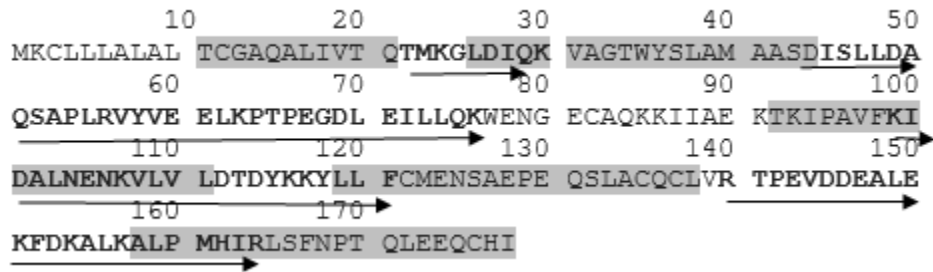 10 20 30 40 50
MKCLLLALAL TCGAQALIVT QTMKGLDIQK VAGTWYSLAM AASDISLLDA
60 70 80 90 100
QSAPLRVYVE ELKPTPEGDL EILLQKWENG ECAQKKIIAE KTKIPAVFKI
110 120 130 140 150
DALNENKVLVL LDTDYKKYLL FCMENSAEPE QSLACQCLVR TPEVDDEALE
160 170
KFDKALKALP MHIRLSFNPT QLEEQCHI